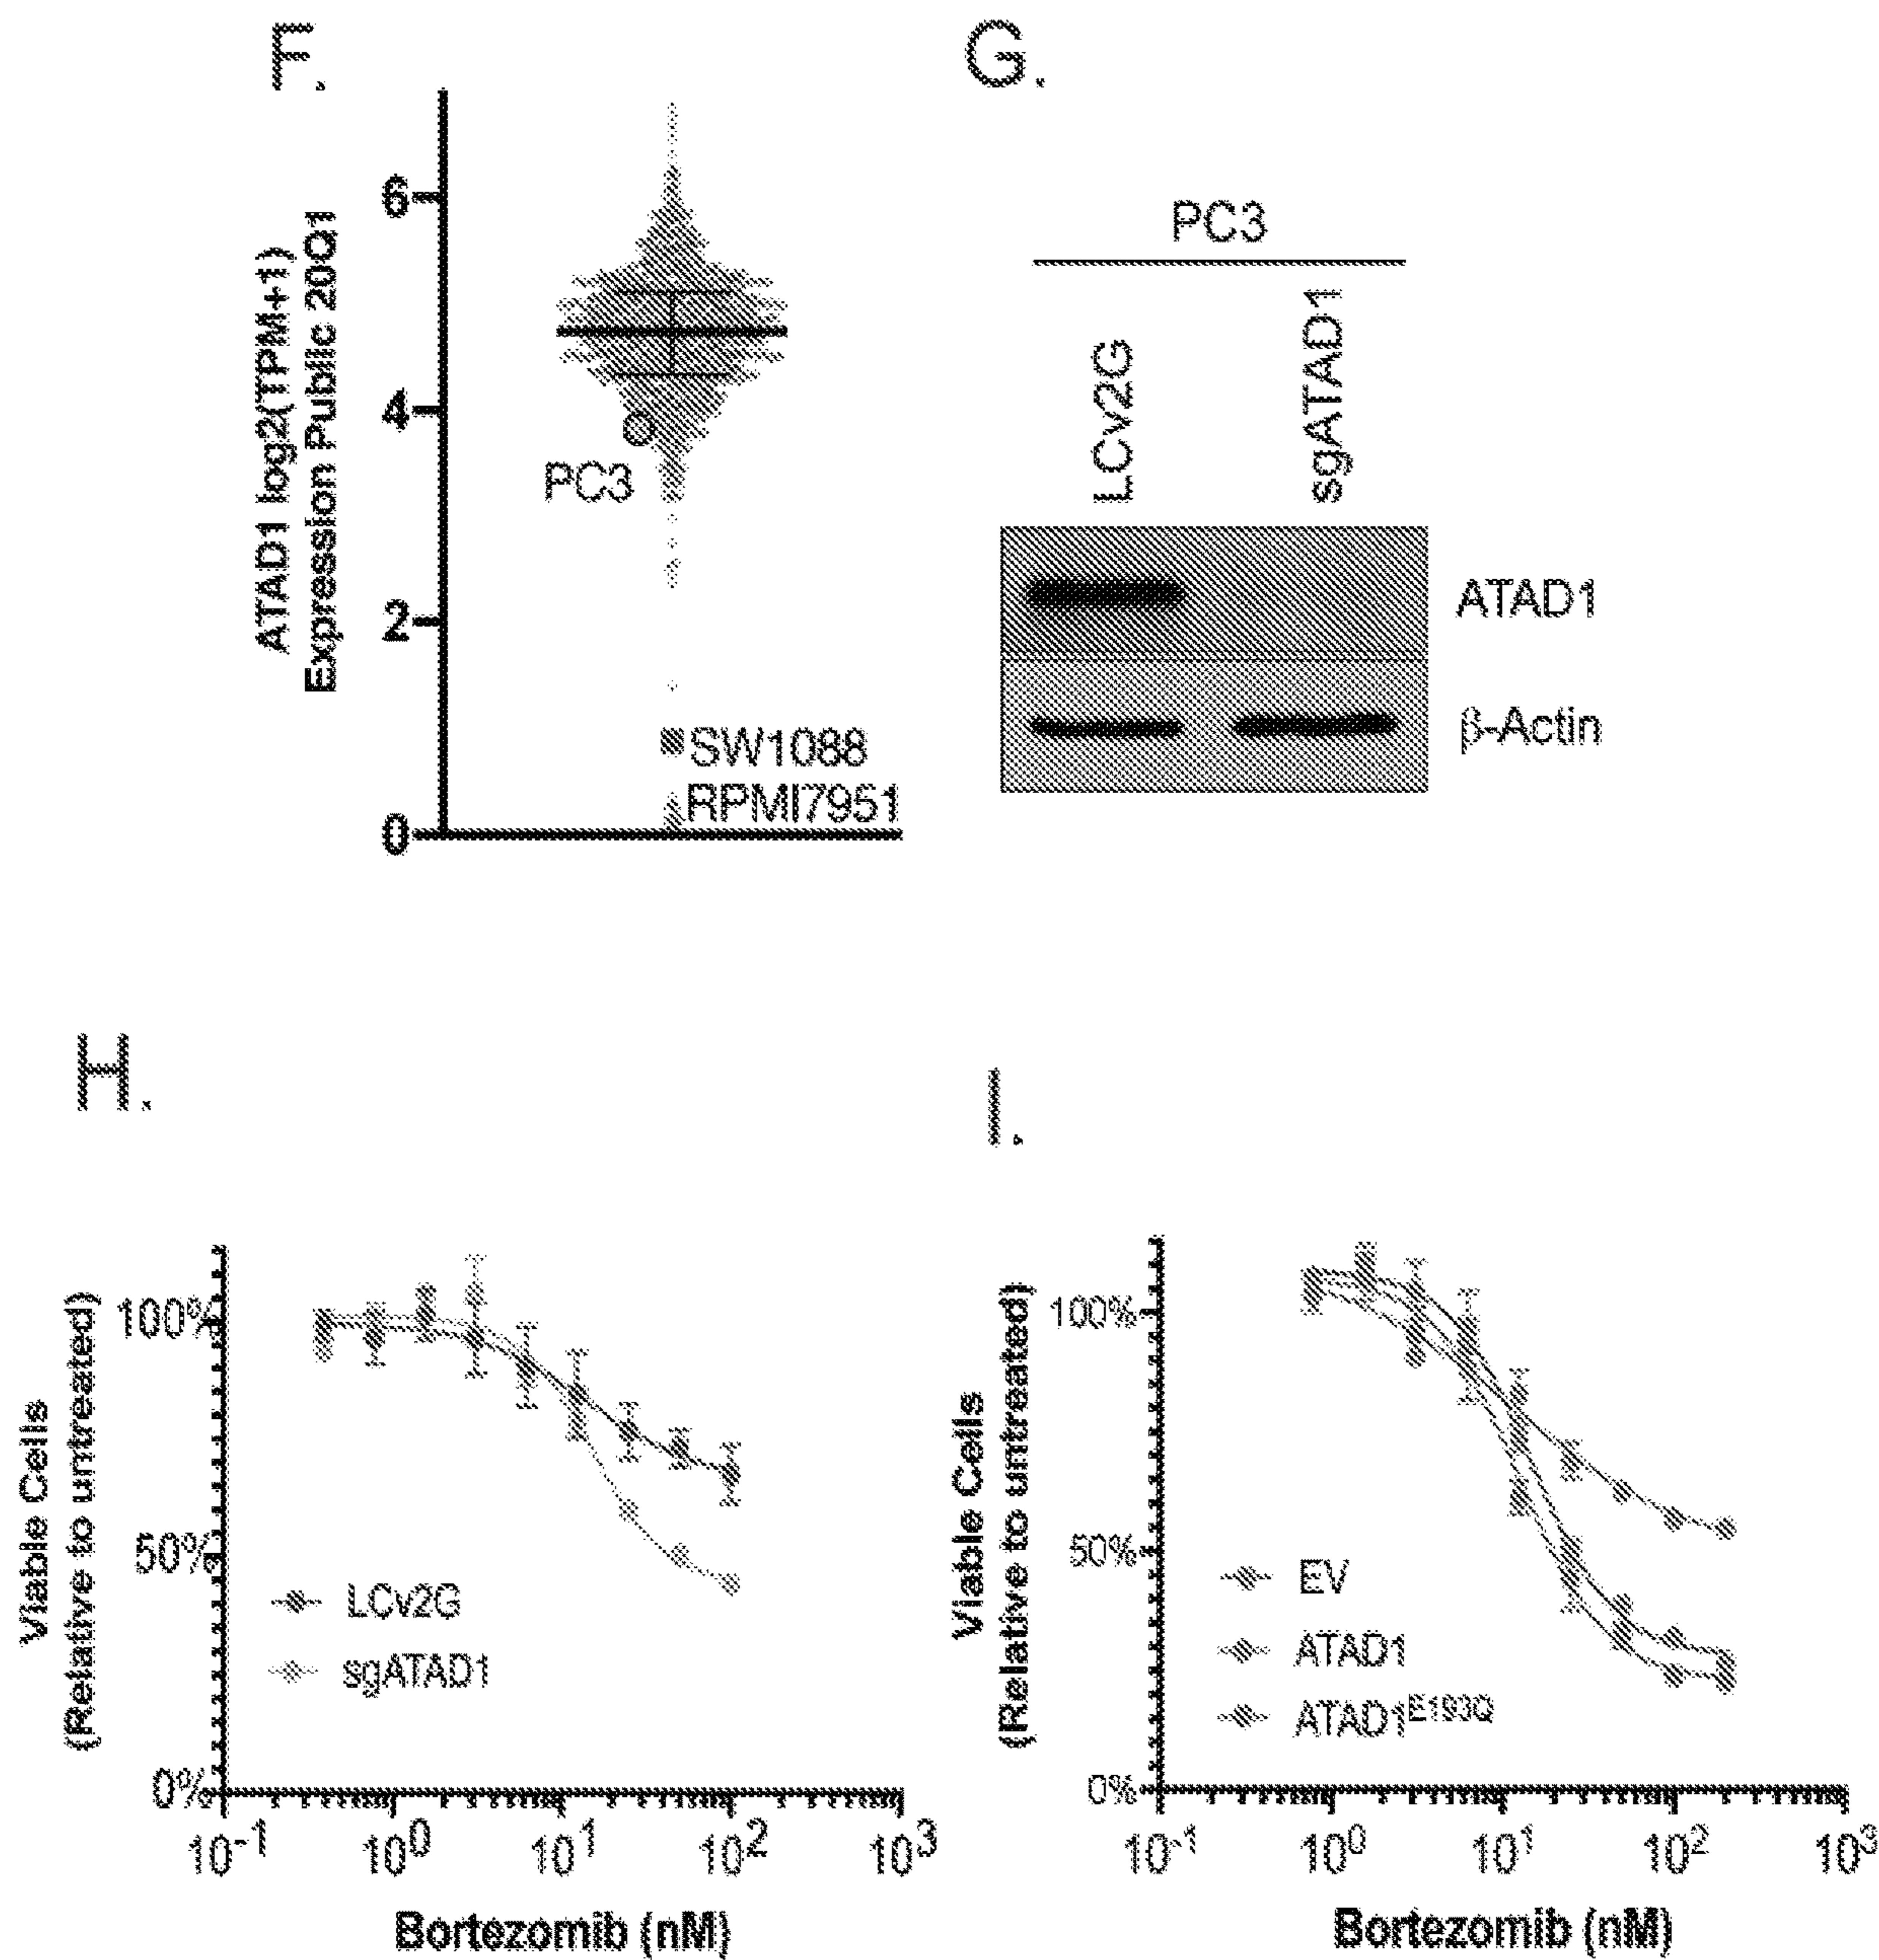 F.
ATAD1 log2(TPM+1)
Expression Public 20Q1
6
4
2
0
PC3
SW1088
RPMI7951
G.
PC3
LCv2G
sgATAD1
ATAD1
β-Actin
H.
Viable Cells
(Relative to untreated)
100%
50%
0%
LCv2G
sgATAD1
10-1 100 101 102 103
Bortezomib (nM)
I.
Viable Cells
(Relative to untreated)
100%
50%
0%
EV
ATAD1
ATAD1E193Q
10-1 100 101 102 103
Bortezomib (nM)